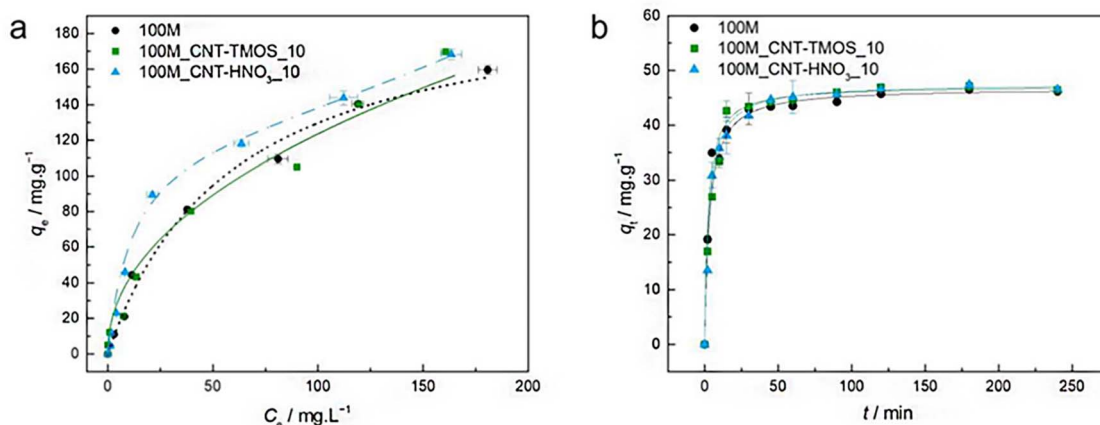 a
100M
100M_CNT-TMOS_10
100M_CNT-HNO₃_10
180
160
140
120
100
80
60
40
20
0
qₑ / mg.g⁻¹
0 50 100 150 200
Cₑ / mg.L⁻¹
b
100M
100M_CNT-TMOS_10
100M_CNT-HNO₃_10
60
50
40
30
20
10
0
qₜ / mg.g⁻¹
0 50 100 150 200 250
t / min